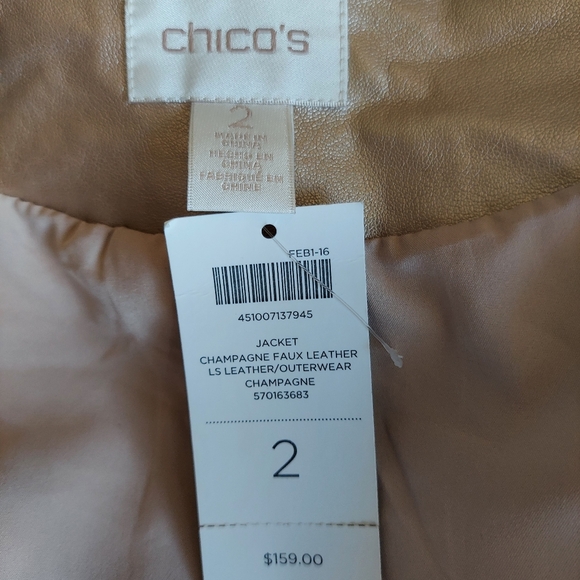 chico's
2
MADE IN
CHINA
HECHO EN
CHINA
FABRIQUÉ EN
CHINE
FEB1-16
451007137945
JACKET
CHAMPAGNE FAUX LEATHER
LS LEATHER/OUTERWEAR
CHAMPAGNE
570163683
2
$159.00